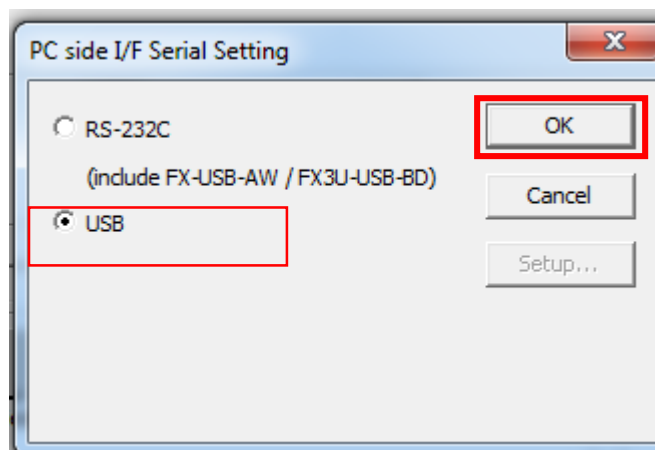 PC side I/F Serial Setting
RS-232C
(include FX-USB-AW / FX3U-USB-BD)
USB
OK
Cancel
Setup...